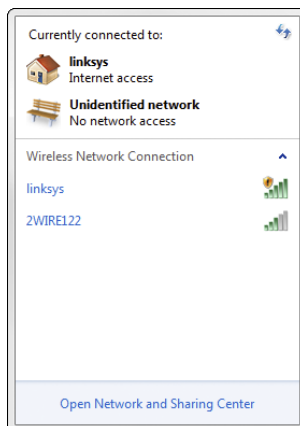 Currently connected to:
linksys
Internet access
Unidentified network
No network access
Wireless Network Connection
linksys
2WIRE122
Open Network and Sharing Center